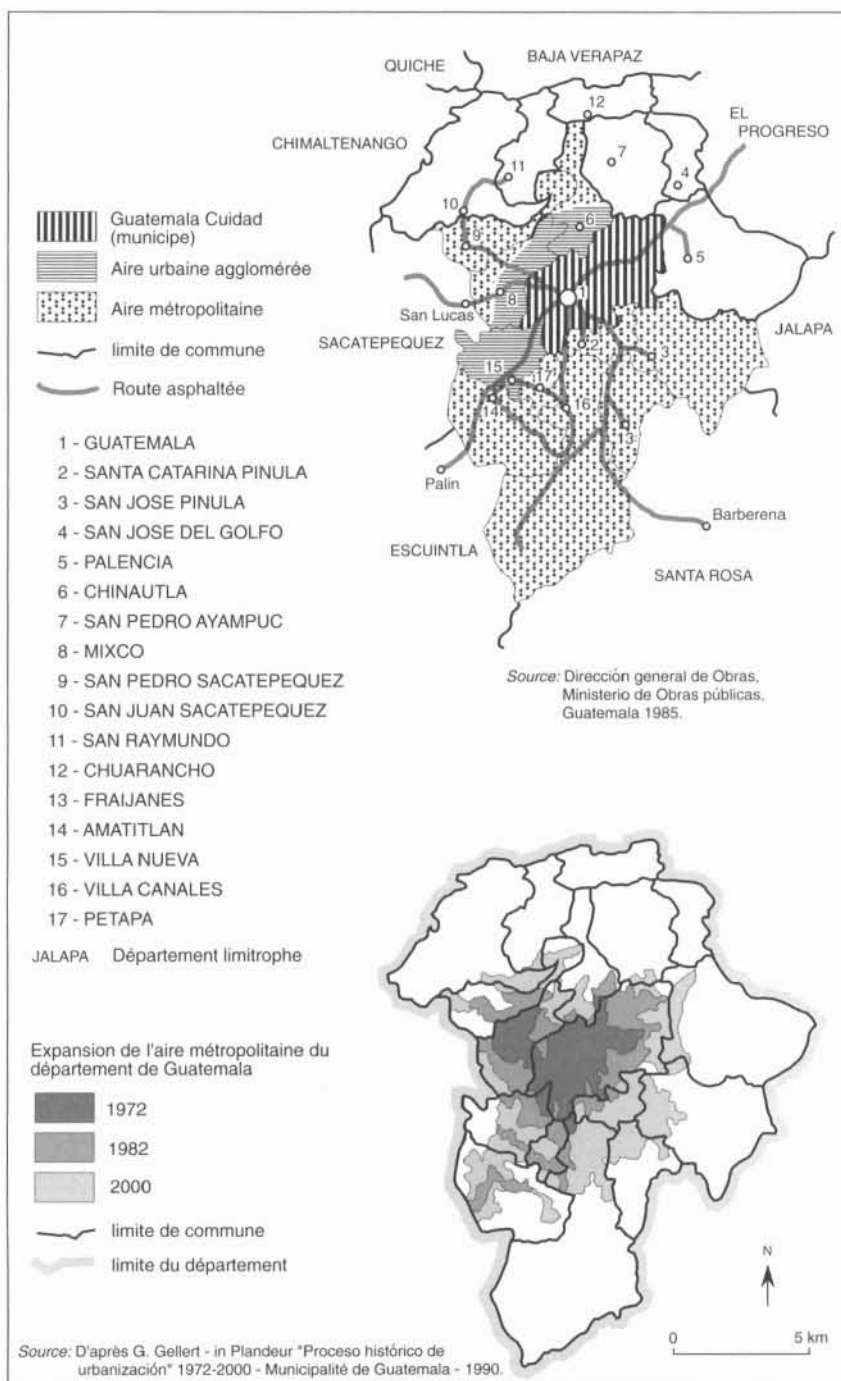 QUICHE
BAJA VERAPAZ
EL
PROGRESO
CHIMALTENANGO
12
7
4
11
10
6
9
5
1
8
San Lucas
SACATEPEQUEZ
JALAPA
2
3
15
17
14
16
13
Palin
Barberena
ESCUINTLA
SANTA ROSA
Guatemala Cuidad
(municipe)
Aire urbaine agglomérée
Aire métropolitaine
limite de commune
Route asphaltée
1 - GUATEMALA
2 - SANTA CATARINA PINULA
3 - SAN JOSE PINULA
4 - SAN JOSE DEL GOLFO
5 - PALENCIA
6 - CHINAUTLA
7 - SAN PEDRO AYAMPUC
8 - MIXCO
9 - SAN PEDRO SACATEPEQUEZ
10 - SAN JUAN SACATEPEQUEZ
11 - SAN RAYMUNDO
12 - CHUARANCHO
13 - FRAIJANES
14 - AMATITLAN
15 - VILLA NUEVA
16 - VILLA CANALES
17 - PETAPA
JALAPA Département limitrophe
Source: Dirección general de Obras,
Ministerio de Obras públicas,
Guatemala 1985.
Expansion de l'aire métropolitaine du
département de Guatemala
1972
1982
2000
limite de commune
limite du département
N
0 5 km
Source: D'après G. Gellert - in Plandeur "Proceso histórico de
urbanización" 1972-2000 - Municipalité de Guatemala - 1990.